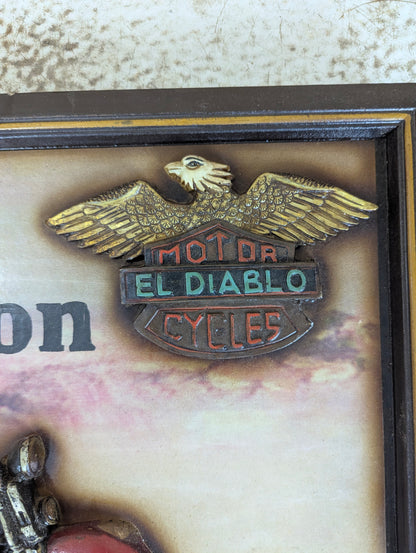 MOTOR
EL DIABLO
CYCLES
on